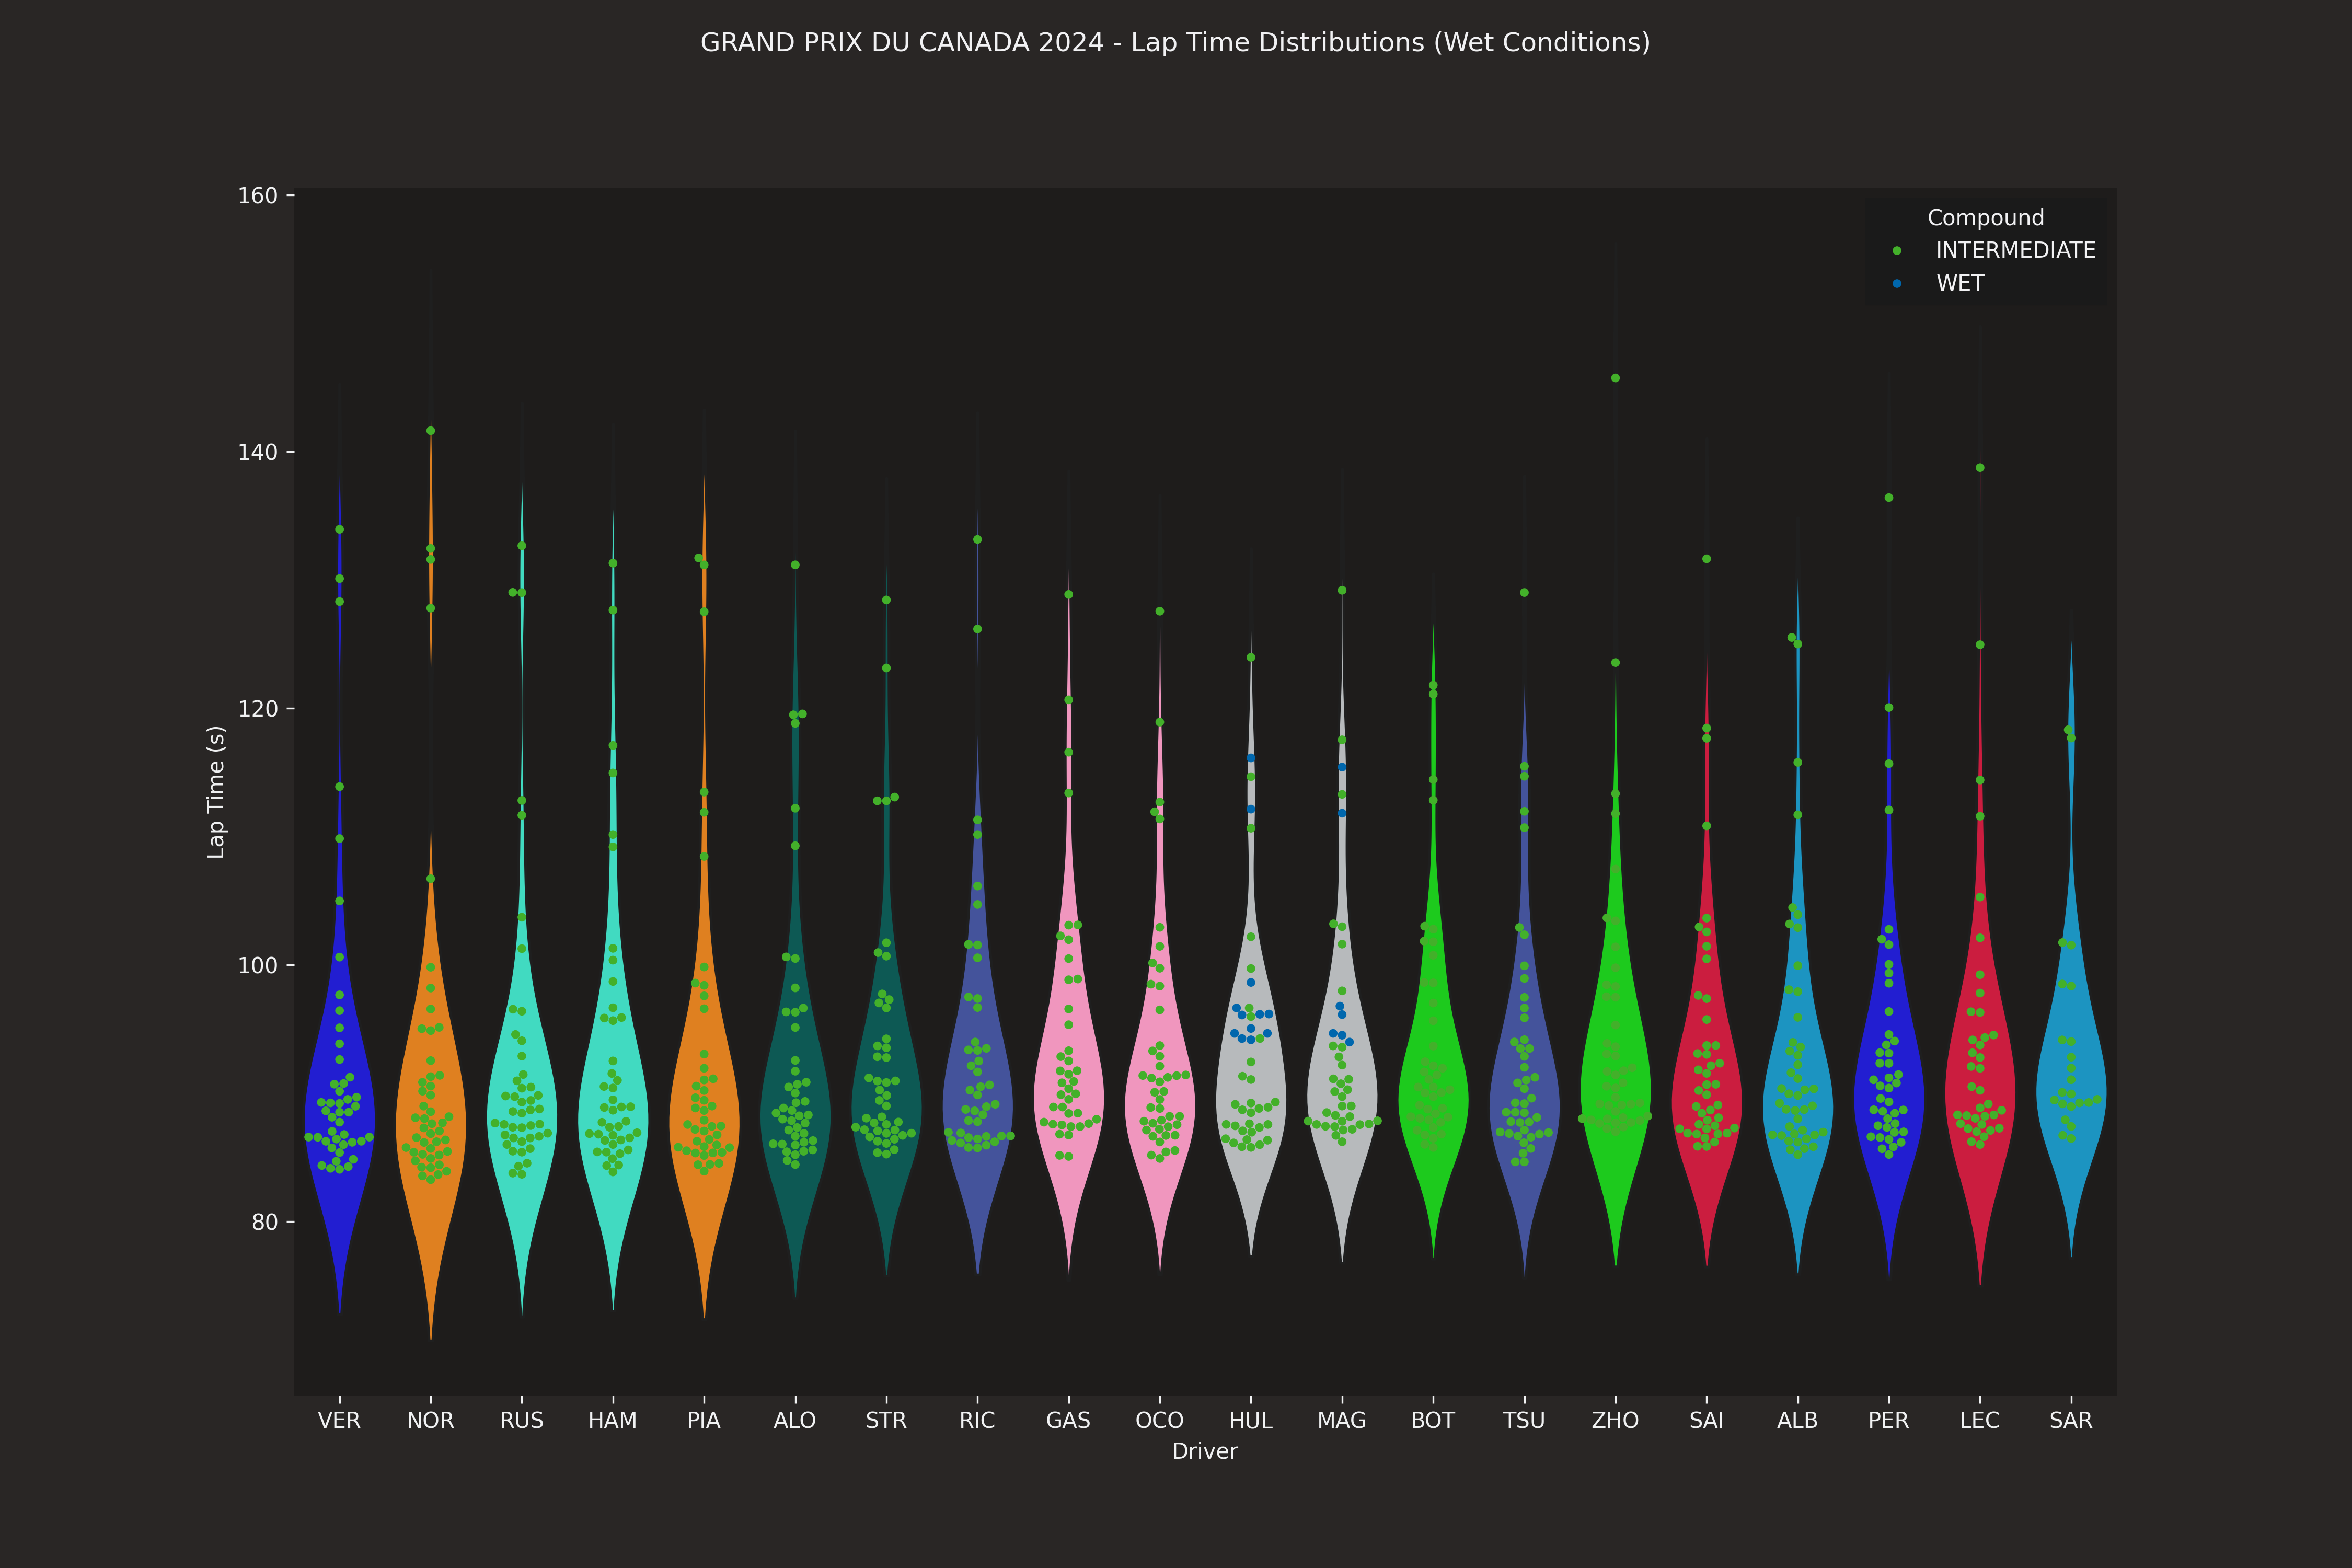 GRAND PRIX DU CANADA 2024 - Lap Time Distributions (Wet Conditions)
Compound
INTERMEDIATE
WET
160
140
120
100
80
Lap Time (s)
VER NOR RUS HAM PIA ALO STR RIC GAS OCO HUL MAG BOT TSU ZHO SAI ALB PER LEC SAR
Driver